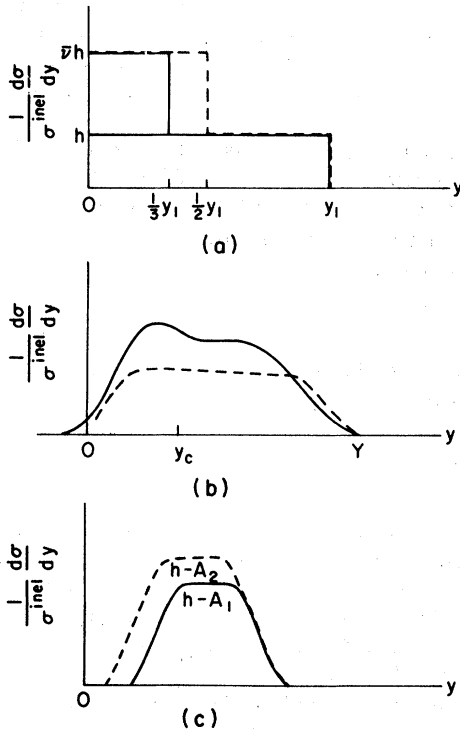 1/σ^inel dσ/dy
ν̄h
h
0 1/3 y₁ 1/2 y₁ y₁ y
(a)
1/σ^inel dσ/dy
0 y_c Y y
(b)
1/σ^inel dσ/dy
h-A₂
h-A₁
0 y
(c)